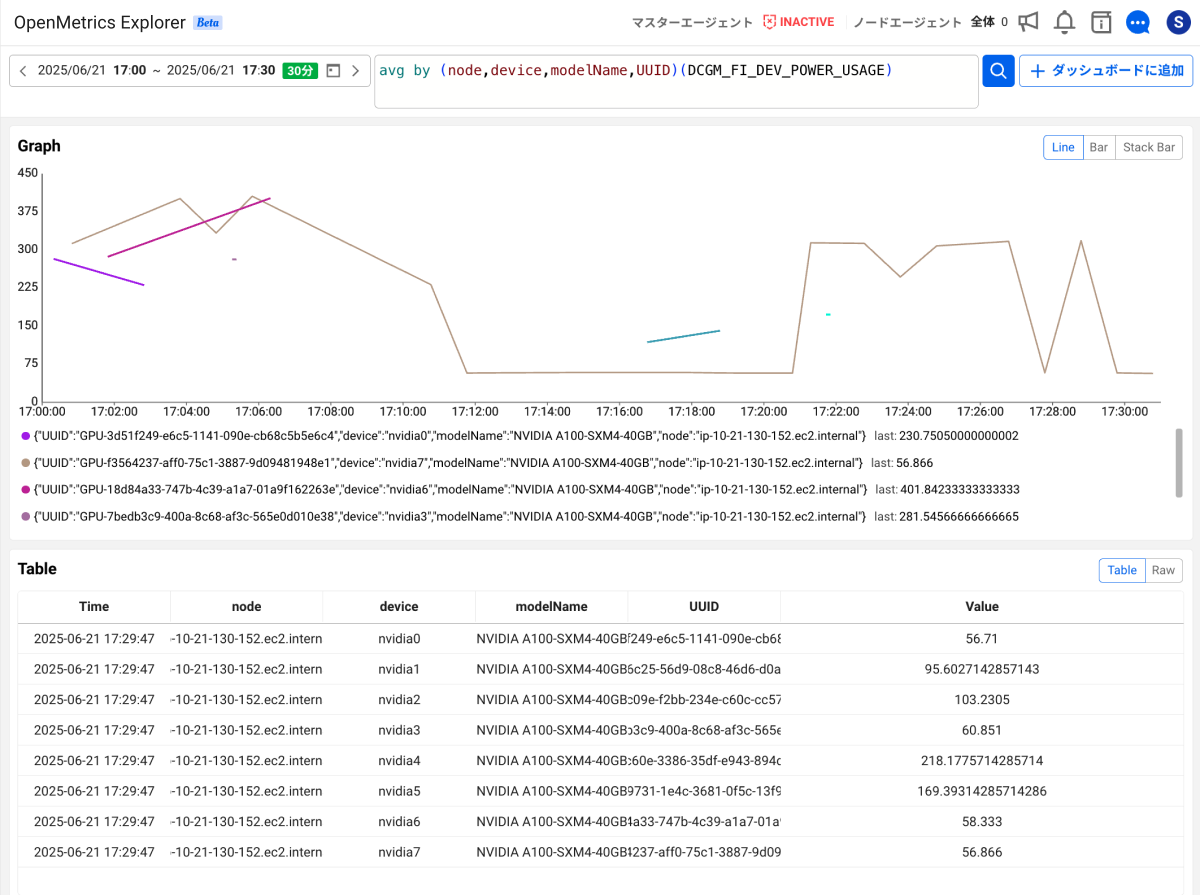 OpenMetrics Explorer Beta マスターエージェント INACTIVE ノードエージェント 全体 0 S
2025/06/21 17:00 ~ 2025/06/21 17:30 30分 avg by (node,device,modelName,UUID)(DCGM_FI_DEV_POWER_USAGE) + ダッシュボードに追加
Graph Line Bar Stack Bar
450
375
300
225
150
75
0
17:00:00 17:02:00 17:04:00 17:06:00 17:08:00 17:10:00 17:12:00 17:14:00 17:16:00 17:18:00 17:20:00 17:22:00 17:24:00 17:26:00 17:28:00 17:30:00
{"UUID":"GPU-3d51f249-e6c5-1141-090e-cb68c5b5e6c4","device":"nvidia0","modelName":"NVIDIA A100-SXM4-40GB","node":"ip-10-21-130-152.ec2.internal"} last: 230.75050000000002
{"UUID":"GPU-f3564237-aff0-75c1-3887-9d09481948e1","device":"nvidia7","modelName":"NVIDIA A100-SXM4-40GB","node":"ip-10-21-130-152.ec2.internal"} last: 56.866
{"UUID":"GPU-18d84a33-747b-4c39-a1a7-01a9f162263e","device":"nvidia6","modelName":"NVIDIA A100-SXM4-40GB","node":"ip-10-21-130-152.ec2.internal"} last: 401.84233333333333
{"UUID":"GPU-7bedb3c9-400a-8c68-af3c-565e0d010e38","device":"nvidia3","modelName":"NVIDIA A100-SXM4-40GB","node":"ip-10-21-130-152.ec2.internal"} last: 281.54566666666665
Table Table Raw
Time node device modelName UUID Value
2025-06-21 17:29:47 -10-21-130-152.ec2.intern nvidia0 NVIDIA A100-SXM4-40GB f249-e6c5-1141-090e-cb68 56.71
2025-06-21 17:29:47 -10-21-130-152.ec2.intern nvidia1 NVIDIA A100-SXM4-40GB 6c25-56d9-08c8-46d6-d0a 95.6027142857143
2025-06-21 17:29:47 -10-21-130-152.ec2.intern nvidia2 NVIDIA A100-SXM4-40GB c09e-f2bb-234e-c60c-cc57 103.2305
2025-06-21 17:29:47 -10-21-130-152.ec2.intern nvidia3 NVIDIA A100-SXM4-40GB b3c9-400a-8c68-af3c-565e 60.851
2025-06-21 17:29:47 -10-21-130-152.ec2.intern nvidia4 NVIDIA A100-SXM4-40GB c60e-3386-35df-e943-894c 218.1775714285714
2025-06-21 17:29:47 -10-21-130-152.ec2.intern nvidia5 NVIDIA A100-SXM4-40GB 9731-1e4c-3681-0f5c-13f9 169.39314285714286
2025-06-21 17:29:47 -10-21-130-152.ec2.intern nvidia6 NVIDIA A100-SXM4-40GB 4a33-747b-4c39-a1a7-01a 58.333
2025-06-21 17:29:47 -10-21-130-152.ec2.intern nvidia7 NVIDIA A100-SXM4-40GB 4237-aff0-75c1-3887-9d09 56.866